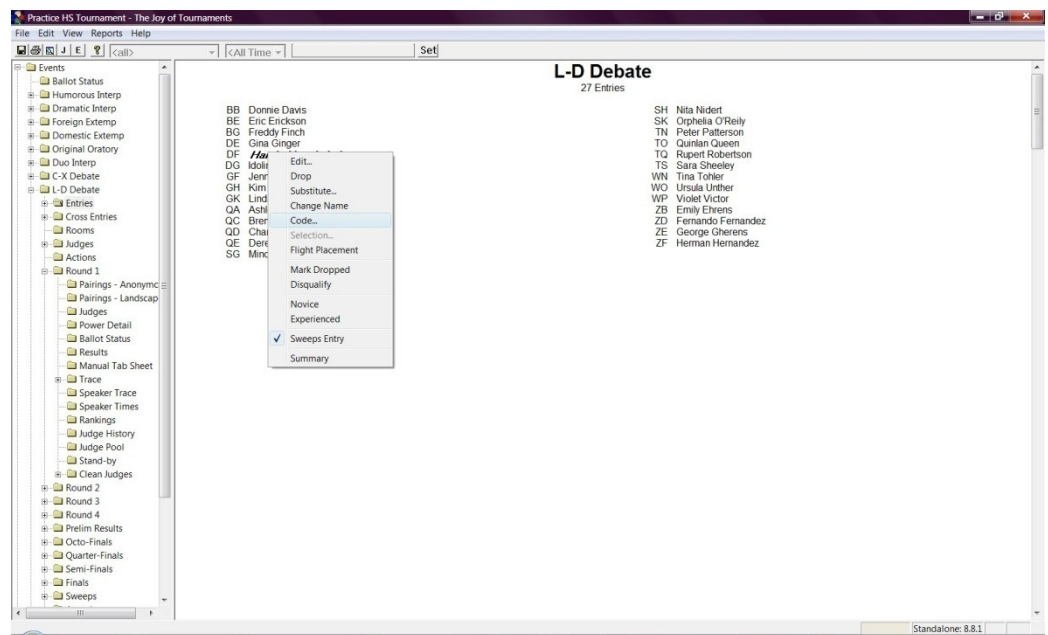 Practice HS Tournament - The Joy of Tournaments
File Edit View Reports Help
J E ? <all> <All Time Set
Events
Ballot Status
Humorous Interp
Dramatic Interp
Foreign Extemp
Domestic Extemp
Original Oratory
Duo Interp
C-X Debate
L-D Debate
Entries
Cross Entries
Rooms
Judges
Actions
Round 1
Pairings - Anonymo
Pairings - Landscap
Judges
Power Detail
Ballot Status
Results
Manual Tab Sheet
Trace
Speaker Trace
Speaker Times
Rankings
Judge History
Judge Pool
Stand-by
Clean Judges
Round 2
Round 3
Round 4
Prelim Results
Octo-Finals
Quarter-Finals
Semi-Finals
Finals
Sweeps
L-D Debate
27 Entries
BB Donnie Davis
BE Eric Erickson
BG Freddy Finch
DE Gina Ginger
DF
DG Idolin
GF Jenn
GH Kim
GK Lind
QA Ashl
QC Bren
QD Char
QE Dere
SG Mind
Edit...
Drop
Substitute...
Change Name
Code...
Selection...
Flight Placement
Mark Dropped
Disqualify
Novice
Experienced
Sweeps Entry
Summary
SH Nita Nidert
SK Orphelia O'Reily
TN Peter Patterson
TO Quinlan Queen
TQ Rupert Robertson
TS Sara Sheeley
WN Tina Tohler
WO Ursula Unther
WP Violet Victor
ZB Emily Ehrens
ZD Fernando Fernandez
ZE George Gherens
ZF Herman Hernandez
Standalone: 8.8.1